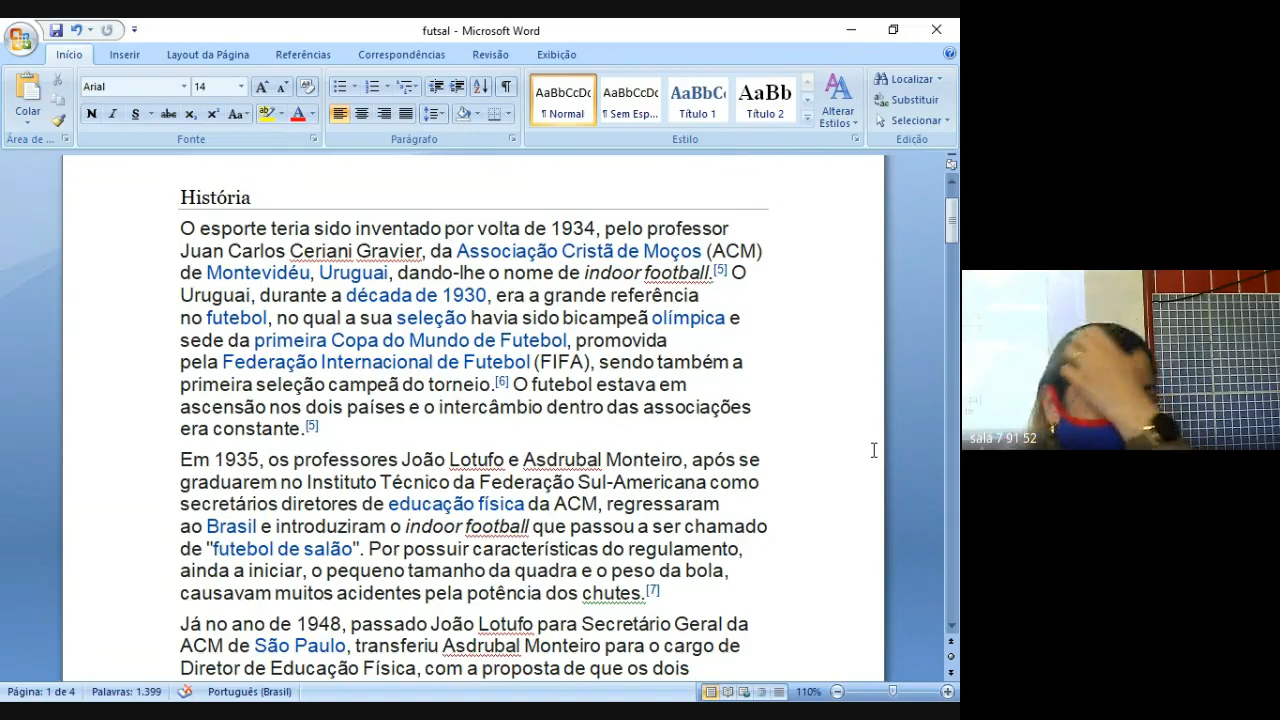 futsal - Microsoft Word
Início Inserir Layout da Página Referências Correspondências Revisão Exibição
Colar
Área de...
Arial 14
Fonte
Parágrafo
AaBbCcDc AaBbCcDc AaBbC AaBb
¶ Normal ¶ Sem Esp... Título 1 Título 2
Alterar Estilos
Estilo
Localizar
Substituir
Selecionar
Edição
História
O esporte teria sido inventado por volta de 1934, pelo professor
Juan Carlos Ceriani Gravier, da Associação Cristã de Moços (ACM)
de Montevidéu, Uruguai, dando-lhe o nome de indoor football.[5] O
Uruguai, durante a década de 1930, era a grande referência
no futebol, no qual a sua seleção havia sido bicampeã olímpica e
sede da primeira Copa do Mundo de Futebol, promovida
pela Federação Internacional de Futebol (FIFA), sendo também a
primeira seleção campeã do torneio.[6] O futebol estava em
ascensão nos dois países e o intercâmbio dentro das associações
era constante.[5]
Em 1935, os professores João Lotufo e Asdrubal Monteiro, após se
graduarem no Instituto Técnico da Federação Sul-Americana como
secretários diretores de educação física da ACM, regressaram
ao Brasil e introduziram o indoor football que passou a ser chamado
de "futebol de salão". Por possuir características do regulamento,
ainda a iniciar, o pequeno tamanho da quadra e o peso da bola,
causavam muitos acidentes pela potência dos chutes.[7]
Já no ano de 1948, passado João Lotufo para Secretário Geral da
ACM de São Paulo, transferiu Asdrubal Monteiro para o cargo de
Diretor de Educação Física, com a proposta de que os dois
Página: 1 de 4 Palavras: 1.399 Português (Brasil) 110%
sala 7 91 52